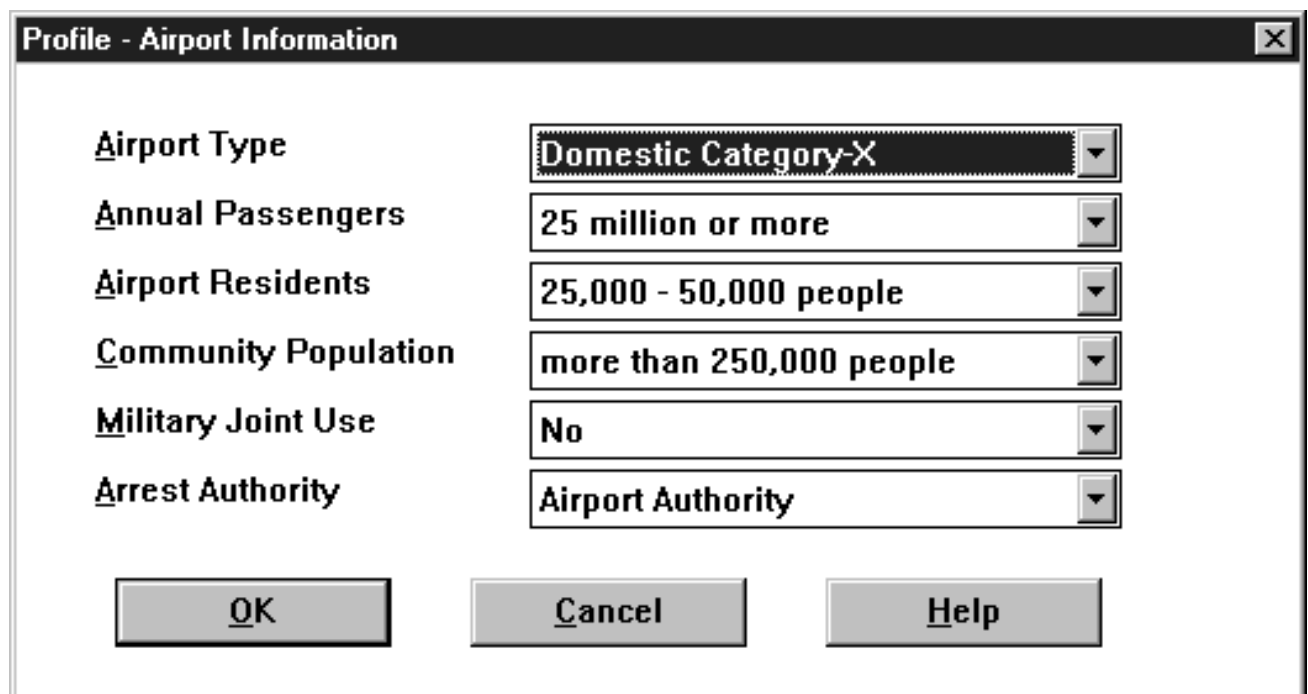 Profile - Airport Information
Airport Type Domestic Category-X
Annual Passengers 25 million or more
Airport Residents 25,000 - 50,000 people
Community Population more than 250,000 people
Military Joint Use No
Arrest Authority Airport Authority
OK Cancel Help